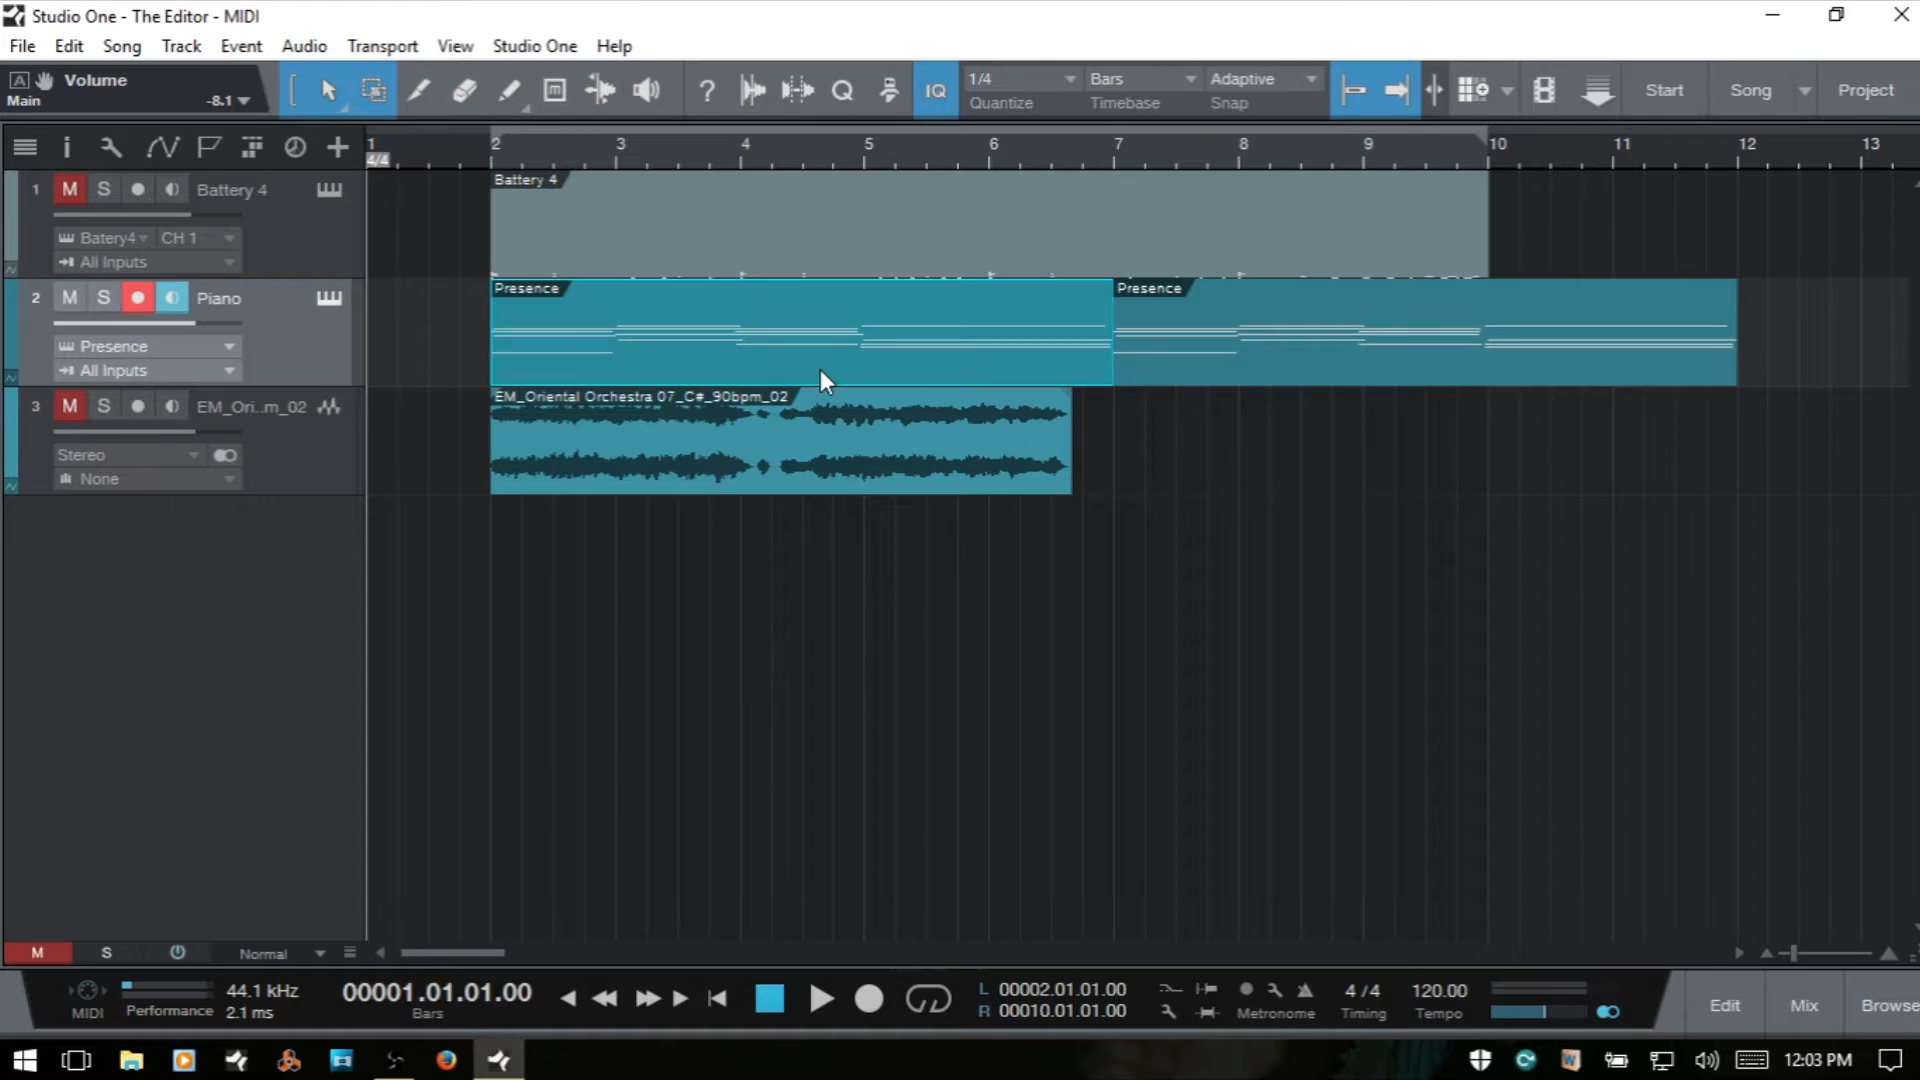 Studio One - The Editor - MIDI
File Edit Song Track Event Audio Transport View Studio One Help
A Volume
Main -8.1
? Q IQ
1/4 Bars Adaptive
Quantize Timebase Snap
Start Song Project
1 2 3 4 5 6 7 8 9 10 11 12 13
4/4
1 M S Battery 4
Batery4 CH 1
All Inputs
Battery 4
2 M S Piano
Presence
All Inputs
Presence Presence
3 M S EM_Ori..m_02
Stereo
None
EM_Oriental Orchestra 07_C#_90bpm_02
M S Normal
MIDI Performance
44.1 kHz
2.1 ms
00001.01.01.00
Bars
L 00002.01.01.00
R 00010.01.01.00
Metronome
4 / 4
Timing
120.00
Tempo
Edit Mix Browse
12:03 PM